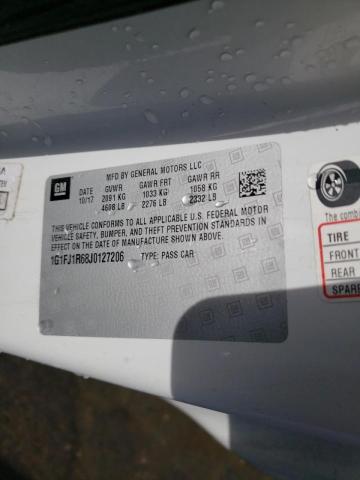 GM
MFD BY GENERAL MOTORS LLC
DATE GVWR GAWR FRT GAWR RR
10/17 2091 KG 1033 KG 1058 KG
4608 LB 2276 LB 2332 LB
THIS VEHICLE CONFORMS TO ALL APPLICABLE U.S. FEDERAL MOTOR
VEHICLE SAFETY, BUMPER, AND THEFT PREVENTION STANDARDS IN
EFFECT ON THE DATE OF MANUFACTURE SHOWN ABOVE.
1G1FJ1R68J0127206 TYPE: PASS CAR
The comb
TIRE
FRONT
REAR
SPARE